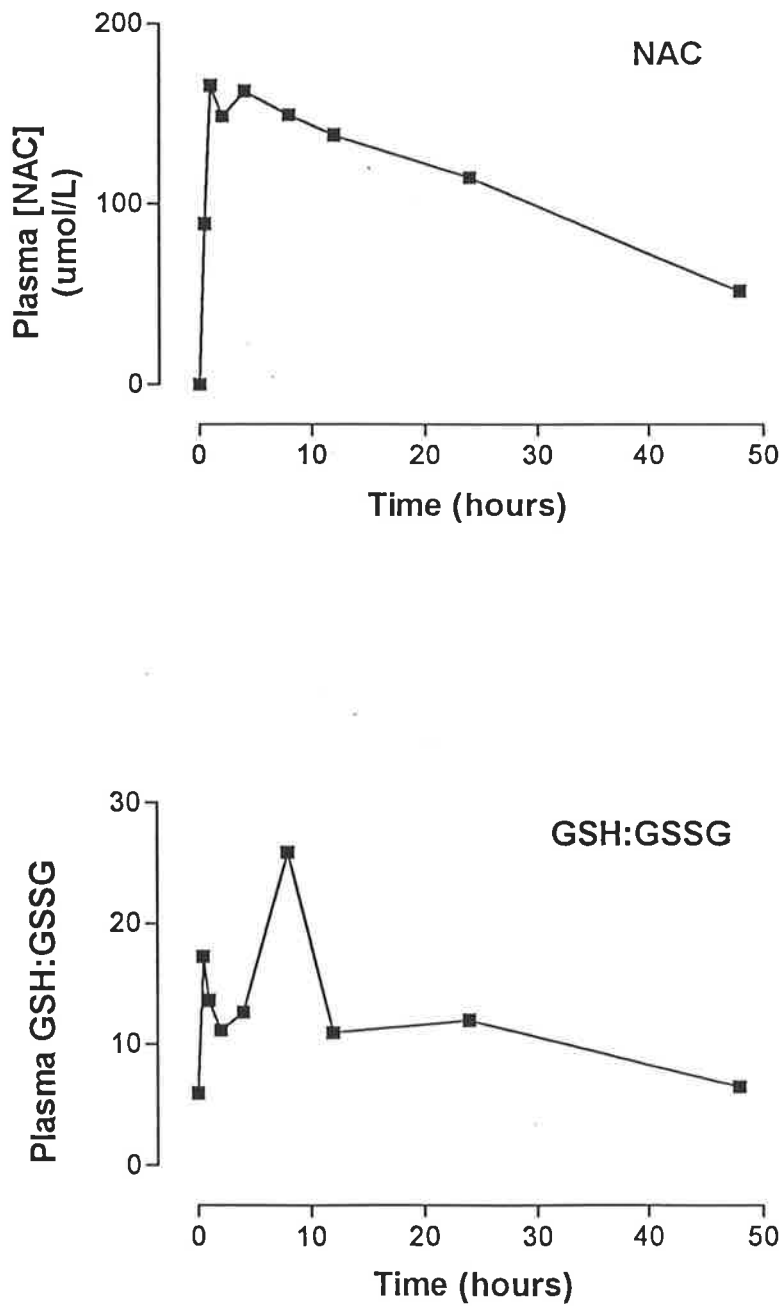 200
NAC
Plasma [NAC]
(umol/L)
100
0
0 10 20 30 40 50
Time (hours)
30
GSH:GSSG
Plasma GSH:GSSG
20
10
0
0 10 20 30 40 50
Time (hours)